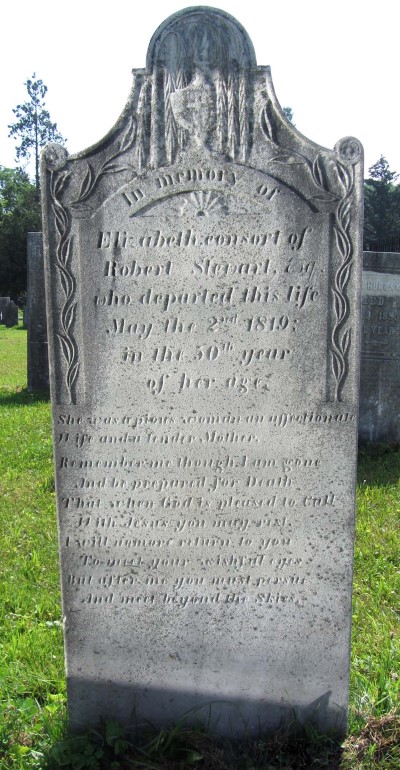 In memory of
Elizabeth, consort of
Robert Stewart, Esq.
who departed this life
May the 2nd 1819;
in the 50th year
of her age.
She was a pious woman an affectionate
Wife and a tender Mother.
Remember me though I am gone
And be prepared for Death
That when God is pleased to Call
With Jesus you may rest.
I will no more return to you
To meet your wishful eyes
But after me you must persue
And meet beyond the Skies.